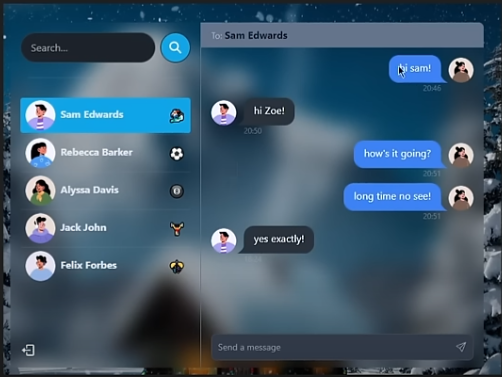 Search...
Sam Edwards
Rebecca Barker
Alyssa Davis
Jack John
Felix Forbes
To: Sam Edwards
hi sam!
20:46
hi Zoe!
20:50
how's it going?
20:51
long time no see!
20:51
yes exactly!
Send a message